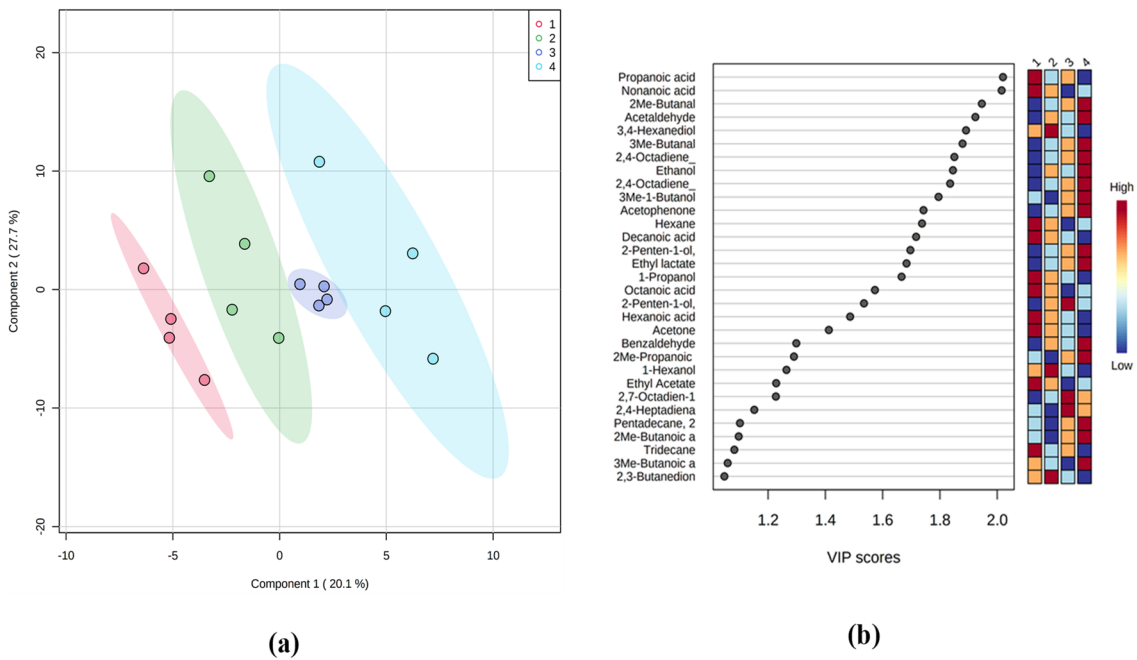 1
2
3
4
20
10
0
-10
-20
Component 2 ( 27.7 %)
-10
-5
0
5
10
Component 1 ( 20.1 %)
(a)
1 2 3 4
Propanoic acid
Nonanoic acid
2Me-Butanal
Acetaldehyde
3,4-Hexanediol
3Me-Butanal
2,4-Octadiene_
Ethanol
2,4-Octadiene_
3Me-1-Butanol
Acetophenone
Hexane
Decanoic acid
2-Penten-1-ol,
Ethyl lactate
1-Propanol
Octanoic acid
2-Penten-1-ol,
Hexanoic acid
Acetone
Benzaldehyde
2Me-Propanoic
1-Hexanol
Ethyl Acetate
2,7-Octadien-1
2,4-Heptadiena
Pentadecane, 2
2Me-Butanoic a
Tridecane
3Me-Butanoic a
2,3-Butanedion
High
Low
1.2 1.4 1.6 1.8 2.0
VIP scores
(b)